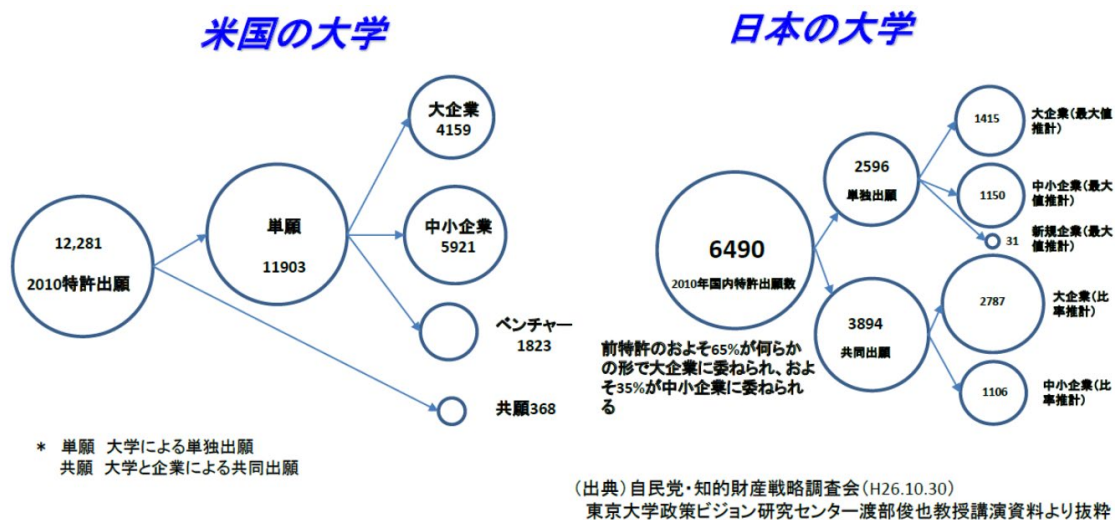 米国の大学
12,281
2010特許出願
単願
11903
大企業
4159
中小企業
5921
ベンチャー
1823
共願368
* 単願 大学による単独出願
共願 大学と企業による共同出願
日本の大学
6490
2010年国内特許出願数
2596
単独出願
3894
共同出願
1415
大企業(最大値
推計)
1150
中小企業(最大
値推計)
31
新規企業(最大
値推計)
2787
大企業(比
率推計)
1106
中小企業(比
率推計)
前特許のおよそ65%が何らか
の形で大企業に委ねられ、およ
そ35%が中小企業に委ねられ
る
(出典)自民党・知的財産戦略調査会(H26.10.30)
東京大学政策ビジョン研究センター渡部俊也教授講演資料より抜粋